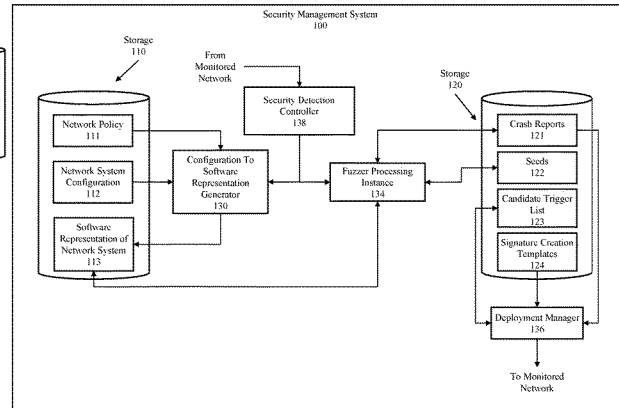 Security Management System
100
Storage
110
From
Monitored
Network
Storage
120
Security Detection
Controller
138
Network Policy
111
Network System
Configuration
112
Software
Representation of
Network System
113
Configuration To
Software
Representation
Generator
130
Fuzzer Processing
Instance
134
Crash Reports
121
Seeds
122
Candidate Trigger
List
123
Signature Creation
Templates
124
Deployment Manager
136
To Monitored
Network